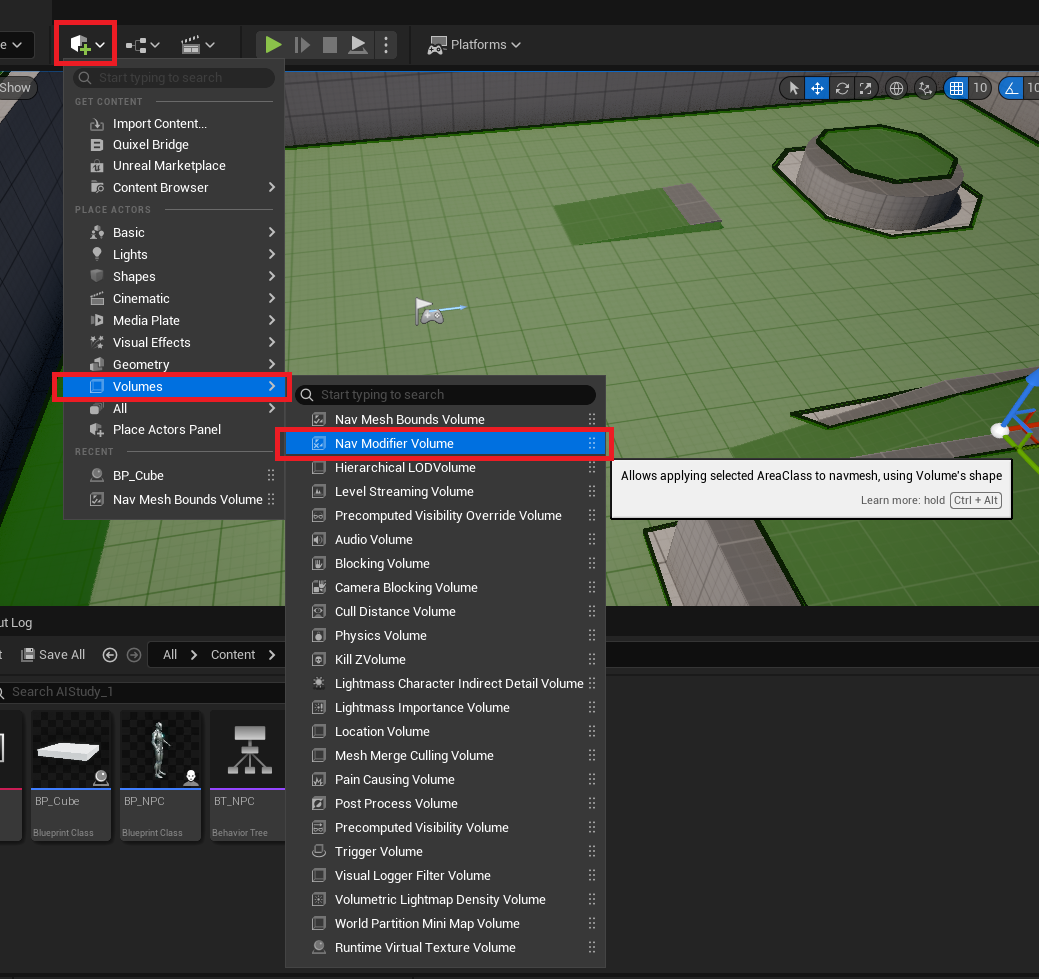 e
Platforms
Start typing to search
Show
10
10
GET CONTENT
Import Content...
Quixel Bridge
Unreal Marketplace
Content Browser
PLACE ACTORS
Basic
Lights
Shapes
Cinematic
Media Plate
Visual Effects
Geometry
Volumes
All
Place Actors Panel
RECENT
BP_Cube
Nav Mesh Bounds Volume
Start typing to search
Nav Mesh Bounds Volume
Nav Modifier Volume
Hierarchical LODVolume
Level Streaming Volume
Precomputed Visibility Override Volume
Audio Volume
Blocking Volume
Camera Blocking Volume
Cull Distance Volume
Physics Volume
Kill ZVolume
Lightmass Character Indirect Detail Volume
Lightmass Importance Volume
Location Volume
Mesh Merge Culling Volume
Pain Causing Volume
Post Process Volume
Precomputed Visibility Volume
Trigger Volume
Visual Logger Filter Volume
Volumetric Lightmap Density Volume
World Partition Mini Map Volume
Runtime Virtual Texture Volume
Allows applying selected AreaClass to navmesh, using Volume's shape
Learn more: hold Ctrl + Alt
ut Log
t Save All All Content
Search AIStudy_1
BP_Cube
Blueprint Class
BP_NPC
Blueprint Class
BT_NPC
Behavior Tree